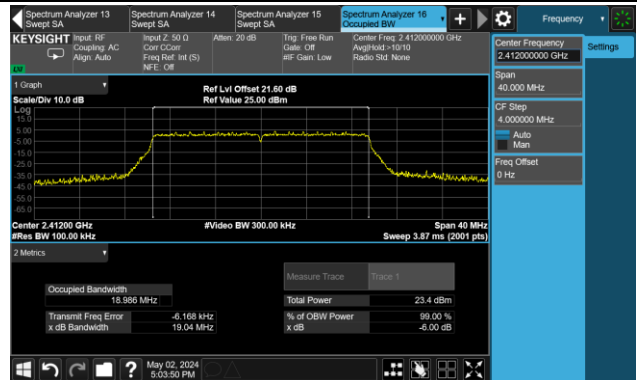 Spectrum Analyzer 13
Swept SA
Spectrum Analyzer 14
Swept SA
Spectrum Analyzer 15
Swept SA
Spectrum Analyzer 16
Occupied BW
Frequency
KEYSIGHT
Input: RF
Coupling: AC
Align: Auto
Input Z: 50 Ω
Corr CCorr
Freq Ref: Int (S)
NFE: Off
Atten: 20 dB
Trig: Free Run
Gate: Off
#IF Gain: Low
Center Freq: 2.412000000 GHz
Avg|Hold:>10/10
Radio Std: None
Center Frequency
2.412000000 GHz
Settings
Span
40.000 MHz
CF Step
4.000000 MHz
Auto
Man
Freq Offset
0 Hz
1 Graph
Scale/Div 10.0 dB
Ref Lvl Offset 21.60 dB
Ref Value 25.00 dBm
Log
15.0
5.00
-5.00
-15.0
-25.0
-35.0
-45.0
-55.0
-65.0
Center 2.41200 GHz
#Res BW 100.00 kHz
#Video BW 300.00 kHz
Span 40 MHz
Sweep 3.87 ms (2001 pts)
2 Metrics
Measure Trace
Trace 1
Occupied Bandwidth
18.986 MHz
Total Power
23.4 dBm
Transmit Freq Error
-6.168 kHz
% of OBW Power
99.00 %
x dB Bandwidth
19.04 MHz
x dB
-6.00 dB
?
May 02, 2024
5:03:50 PM